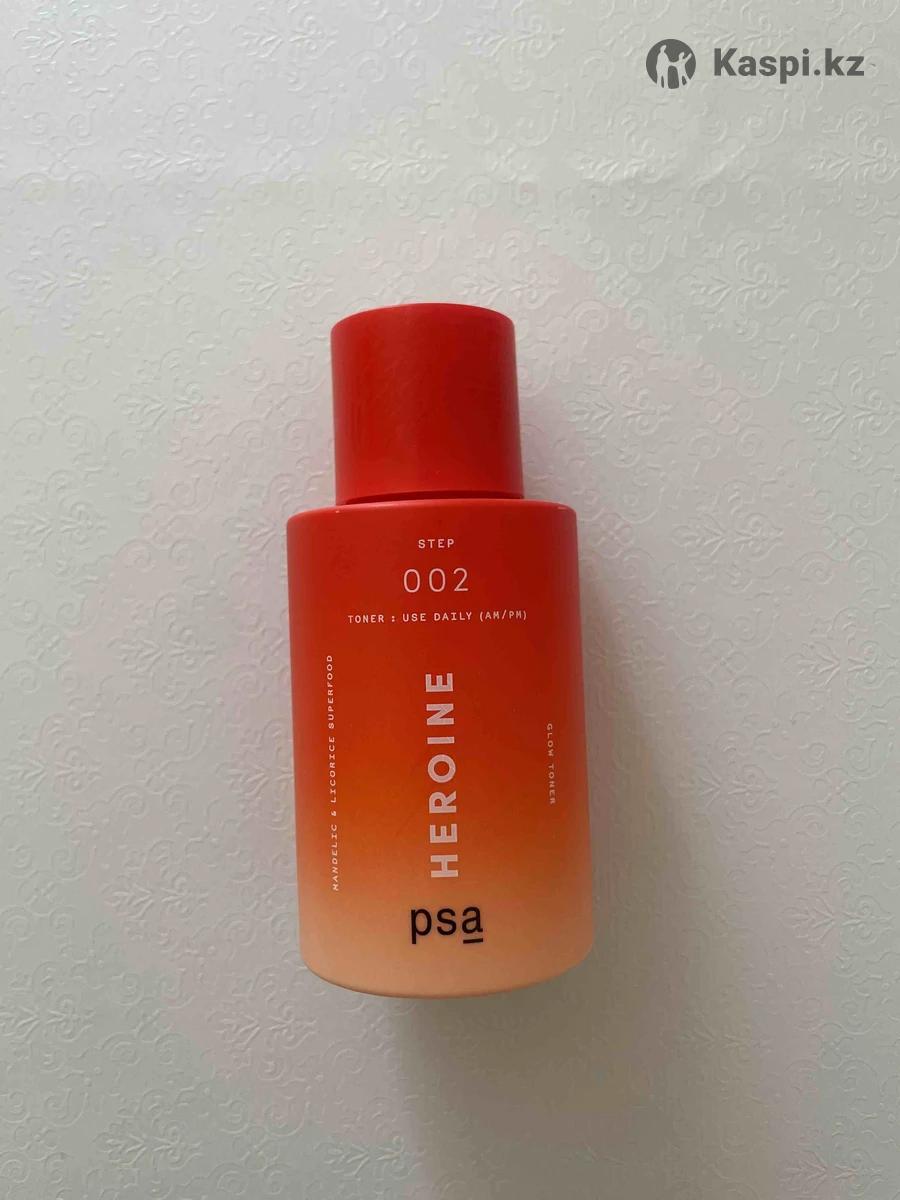 Kaspi.kz
STEP
002
TONER : USE DAILY (AM/PM)
MANDELIC & LICORICE SUPERFOOD
HEROINE
GLOW TONER
psa